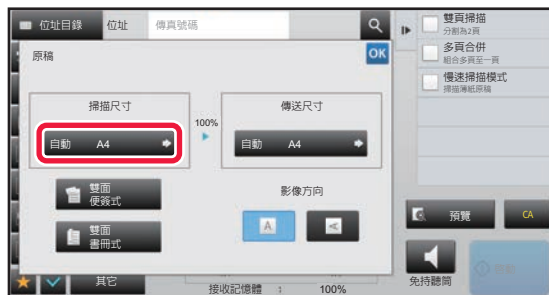 位址目錄
位址
傳真號碼
原稿
OK
掃描尺寸
自動 A4
100%
傳送尺寸
自動 A4
雙面
便簽式
雙面
書冊式
影像方向
A
A
其它
接收記憶體 : 100%
雙頁掃描
分割為2頁
多頁合併
組合多頁至一頁
慢速掃描模式
掃描薄紙原稿
預覽
CA
免持聽筒
啟動